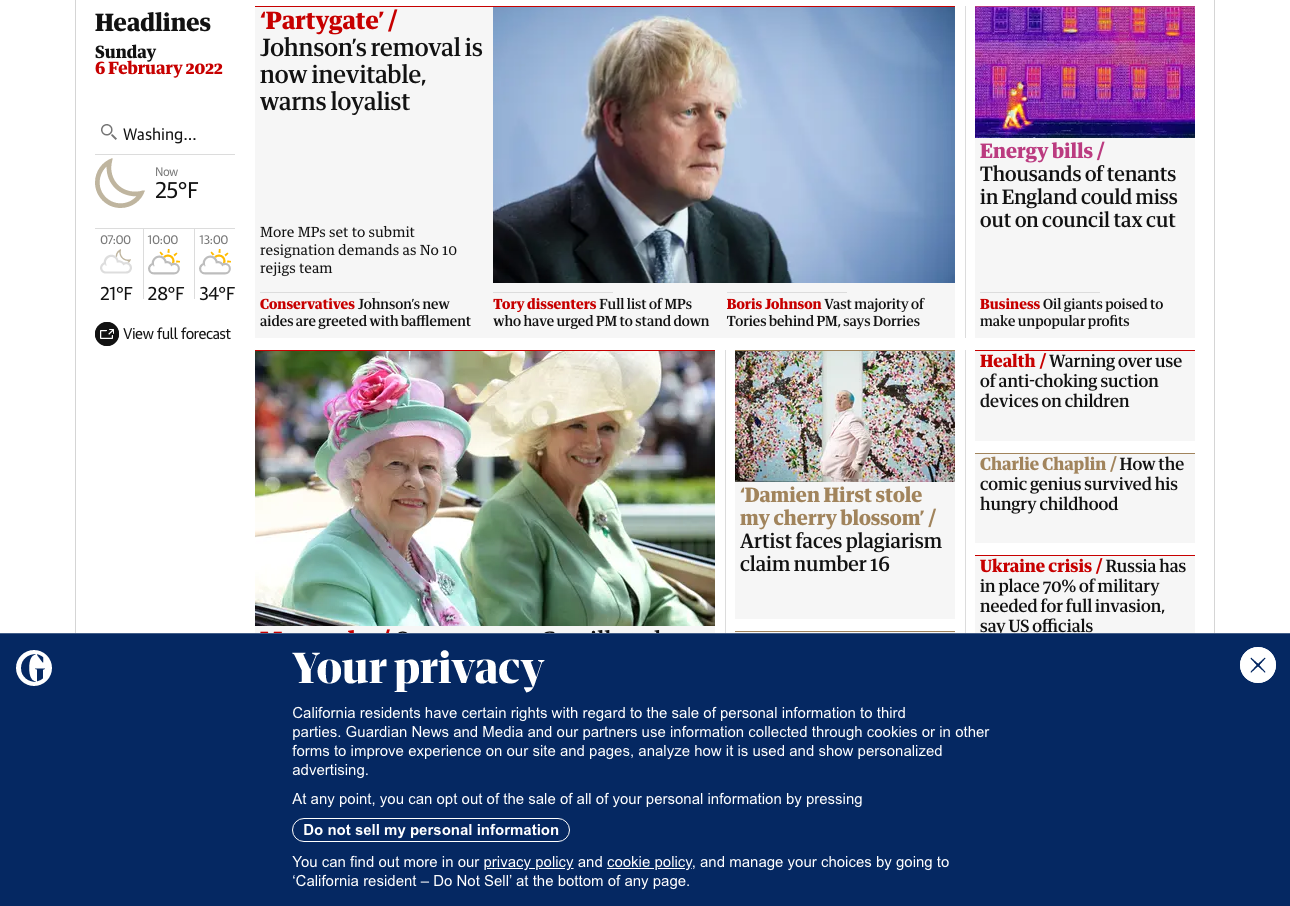 Headlines
Sunday
6 February 2022
Washing...
Now
25°F
07:00
10:00
13:00
21°F
28°F
34°F
View full forecast
‘Partygate’ /
Johnson’s removal is
now inevitable,
warns loyalist
More MPs set to submit
resignation demands as No 10
rejigs team
Conservatives Johnson’s new
aides are greeted with bafflement
Tory dissenters Full list of MPs
who have urged PM to stand down
Boris Johnson Vast majority of
Tories behind PM, says Dorries
Energy bills /
Thousands of tenants
in England could miss
out on council tax cut
Business Oil giants poised to
make unpopular profits
‘Damien Hirst stole
my cherry blossom’ /
Artist faces plagiarism
claim number 16
Health / Warning over use
of anti-choking suction
devices on children
Charlie Chaplin / How the
comic genius survived his
hungry childhood
Ukraine crisis / Russia has
in place 70% of military
needed for full invasion,
say US officials
Your privacy
California residents have certain rights with regard to the sale of personal information to third
parties. Guardian News and Media and our partners use information collected through cookies or in other
forms to improve experience on our site and pages, analyze how it is used and show personalized
advertising.
At any point, you can opt out of the sale of all of your personal information by pressing
Do not sell my personal information
You can find out more in our privacy policy and cookie policy, and manage your choices by going to
‘California resident – Do Not Sell’ at the bottom of any page.